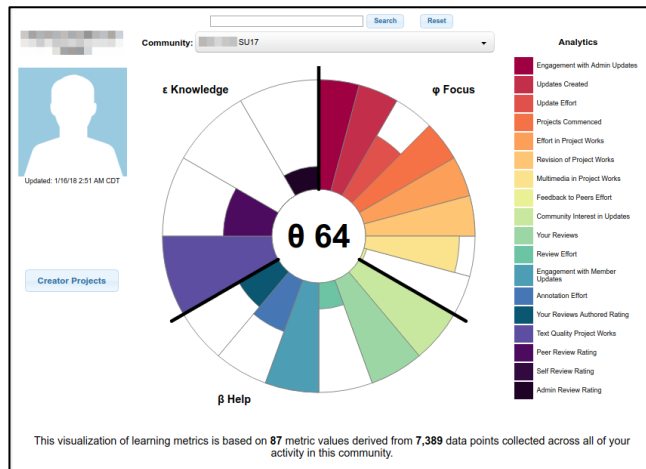 Search
Reset
Community:
SU17
Analytics
ε Knowledge
φ Focus
β Help
θ 64
Updated: 1/16/18 2:51 AM CDT
Creator Projects
Engagement with Admin Updates
Updates Created
Update Effort
Projects Commenced
Effort in Project Works
Revision of Project Works
Multimedia in Project Works
Feedback to Peers Effort
Community Interest in Updates
Your Reviews
Review Effort
Engagement with Member
Updates
Annotation Effort
Your Reviews Authored Rating
Text Quality Project Works
Peer Review Rating
Self Review Rating
Admin Review Rating
This visualization of learning metrics is based on 87 metric values derived from 7,389 data points collected across all of your
activity in this community.